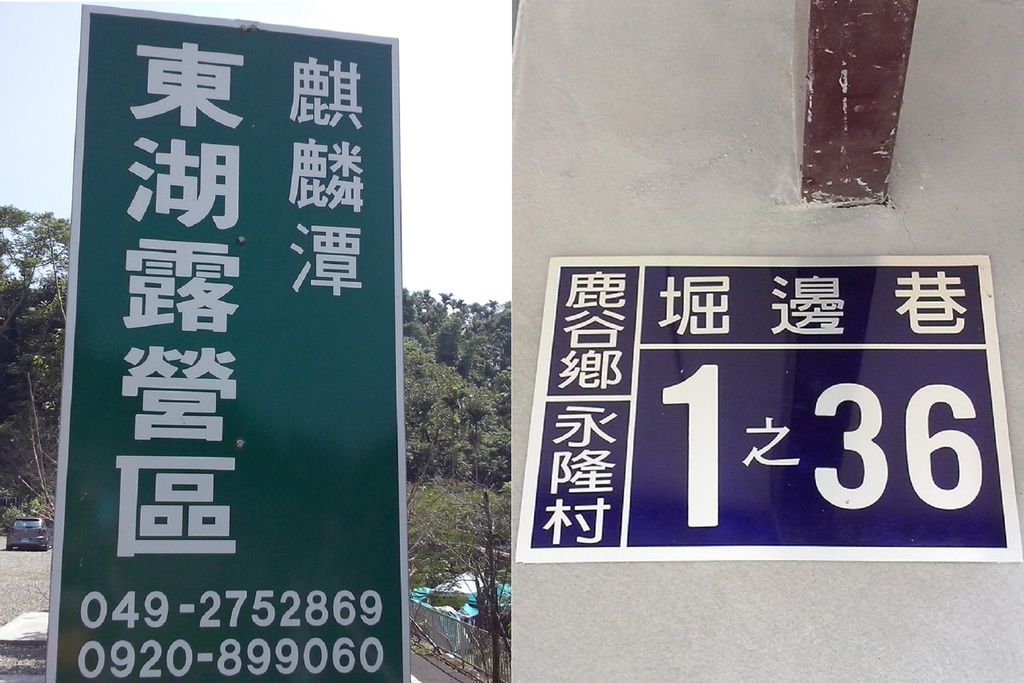 麒麟潭
東湖露營區
049-2752869
0920-899060
鹿谷鄉
永隆村
堀邊巷
1之36